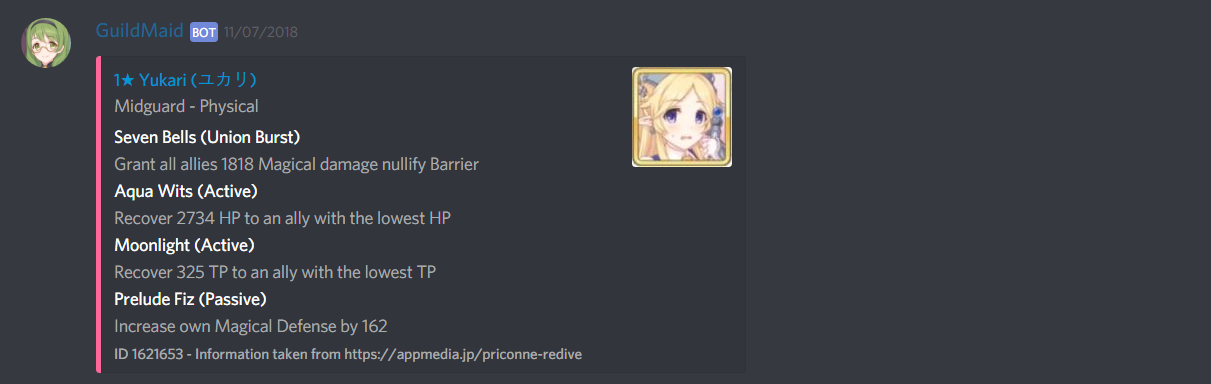 GuildMaid BOT 11/07/2018
1★ Yukari (ユカリ)
Midguard - Physical
Seven Bells (Union Burst)
Grant all allies 1818 Magical damage nullify Barrier
Aqua Wits (Active)
Recover 2734 HP to an ally with the lowest HP
Moonlight (Active)
Recover 325 TP to an ally with the lowest TP
Prelude Fiz (Passive)
Increase own Magical Defense by 162
ID 1621653 - Information taken from https://appmedia.jp/priconne-redive